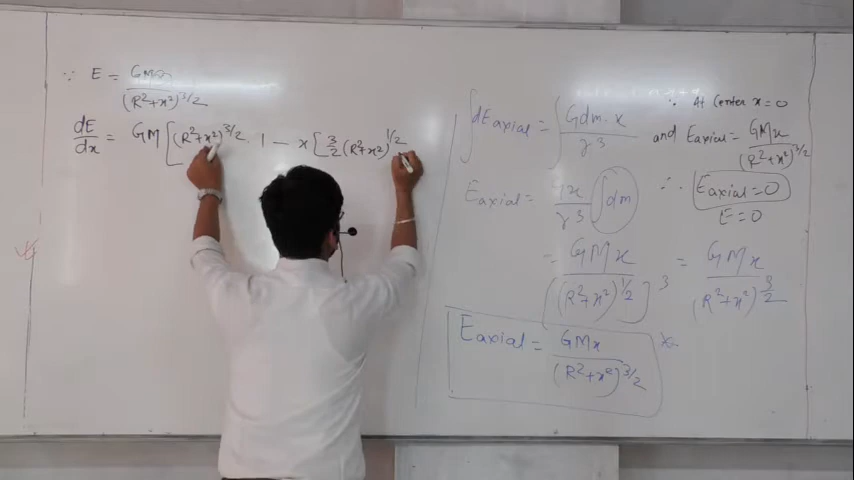 ∵ E = GMx / (R²+x²)^3/2
dE/dx = GM [ (R²+x²)^3/2 · 1 − x [ 3/2 (R²+x²)^1/2
∫dEaxial = ∫ Gdm·x / r³
Eaxial = Gx / r³ ∫dm
= GMx / [(R²+x²)^1/2]³ = GMx / (R²+x²)^3/2
Eaxial = GMx / (R²+x²)^3/2
∵ At Center x=0
and Eaxial = GMx / (R²+x²)^3/2
∴ Eaxial = 0
E=0